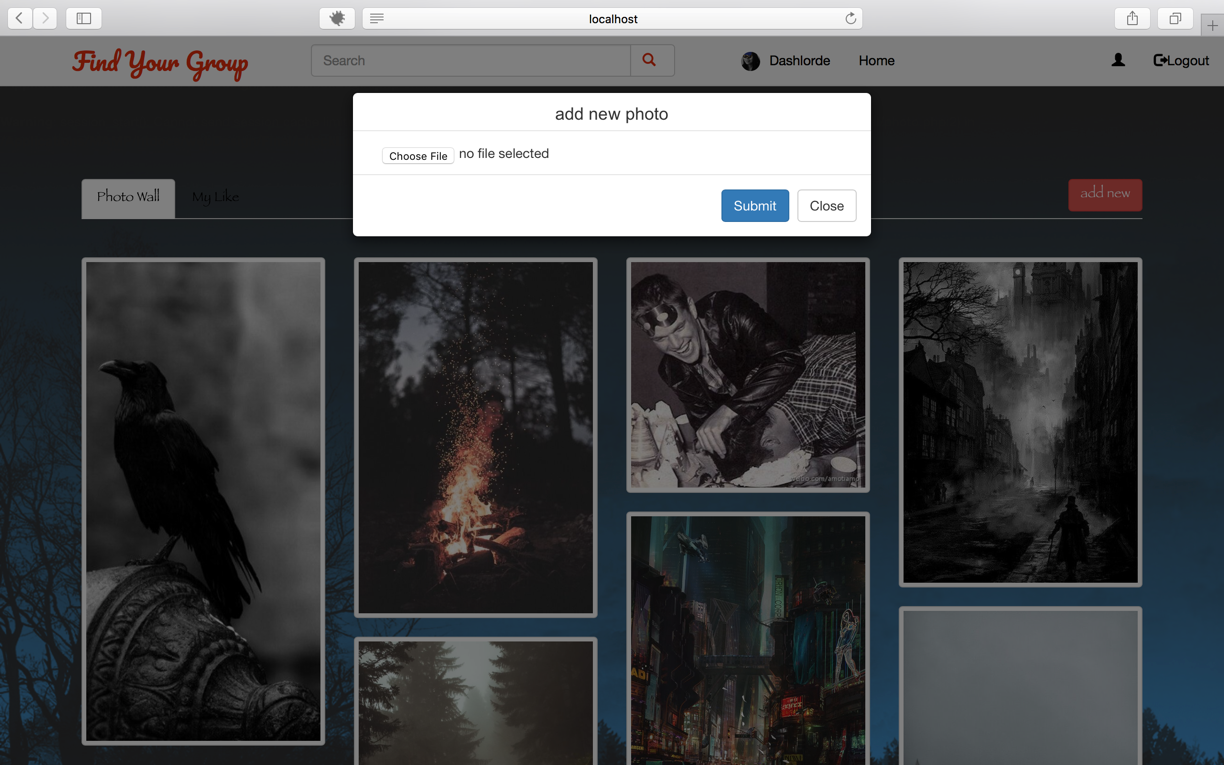 localhost
Find Your Group
Search
Dashlorde
Home
Logout
add new photo
Choose File no file selected
Submit
Close
Photo Wall
My Like
add new
DANCE